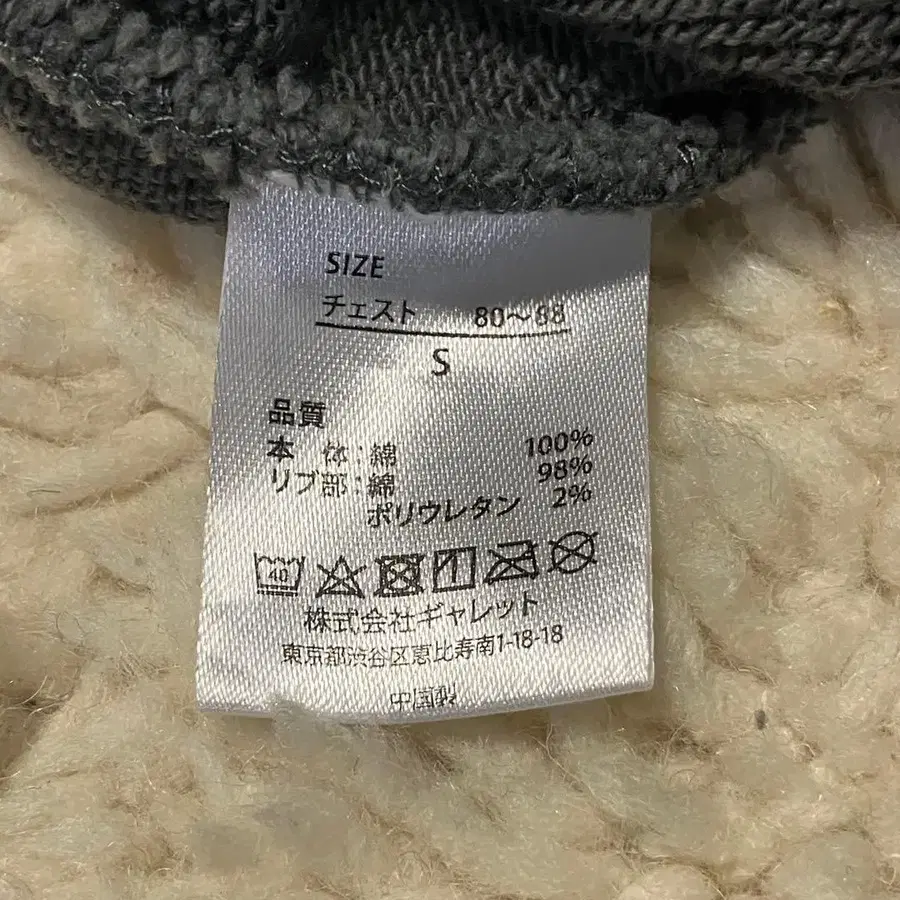 SIZE
チェスト 80～88
S
品質
本体：綿 100%
リブ部：綿 98%
ポリウレタン 2%
40
株式会社ギャレット
東京都渋谷区恵比寿南1-18-18
中国製